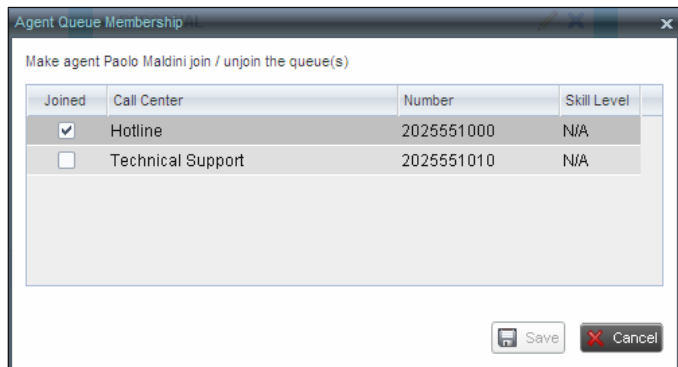 Agent Queue Membership
Make agent Paolo Maldini join / unjoin the queue(s)
Joined Call Center Number Skill Level
Hotline 2025551000 N/A
Technical Support 2025551010 N/A
Save Cancel